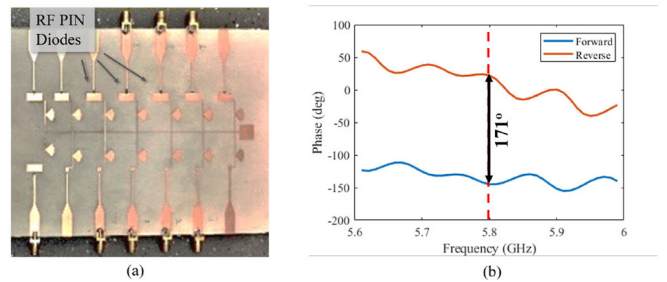 RF PIN
Diodes
(a)
100
50
0
-50
-100
-150
-200
Phase (deg)
Forward
Reverse
171°
5.6
5.7
5.8
5.9
6
Frequency (GHz)
(b)